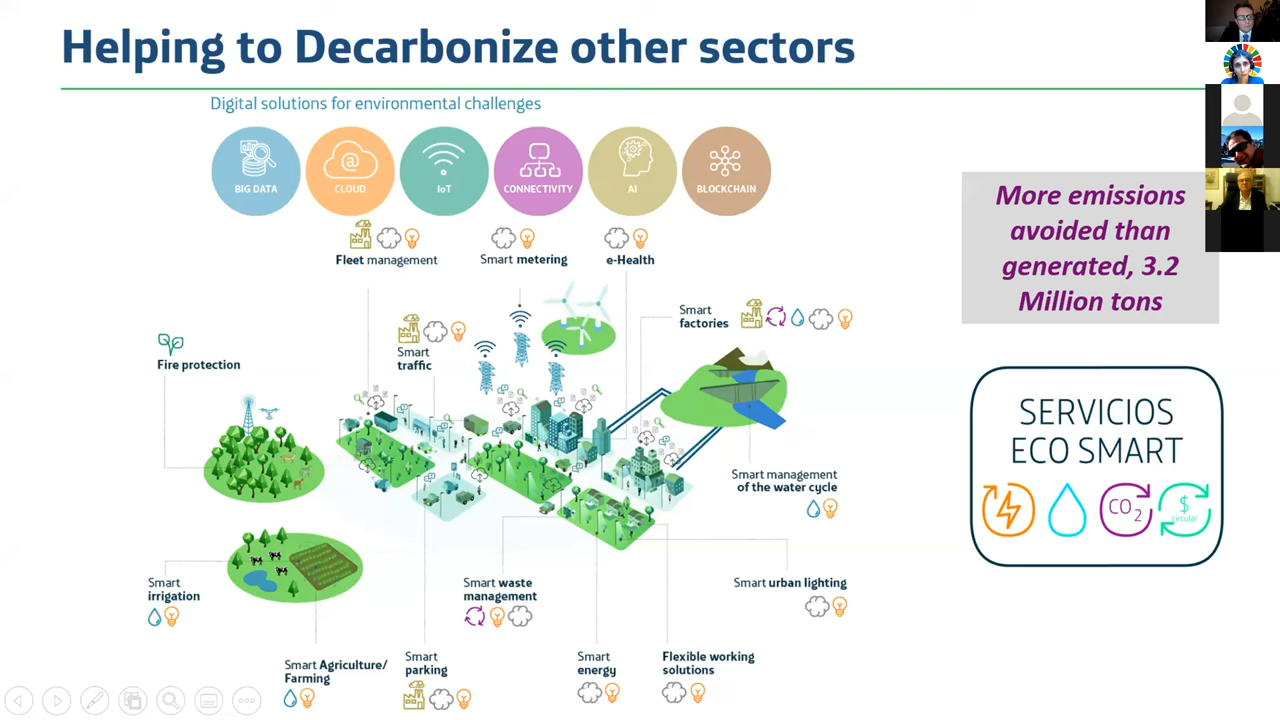 Helping to Decarbonize other sectors
Digital solutions for environmental challenges
BIG DATA
CLOUD
IoT
CONNECTIVITY
AI
BLOCKCHAIN
Fleet management
Smart metering
e-Health
Smart
factories
Smart
traffic
Fire protection
More emissions
avoided than
generated, 3.2
Million tons
SERVICIOS
ECO SMART
CO2
$
circular
Smart management
of the water cycle
Smart
irrigation
Smart waste
management
Smart urban lighting
Smart Agriculture/
Farming
Smart
parking
Smart
energy
Flexible working
solutions